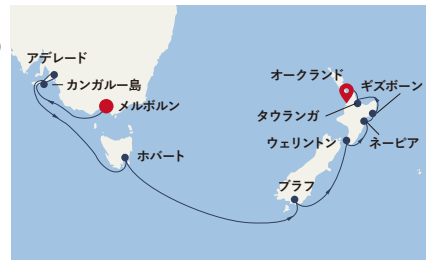 アデレード
カンガルー島
メルボルン
ホバート
オークランド
ギズボーン
タウランガ
ウェリントン
ネーピア
ブラフ